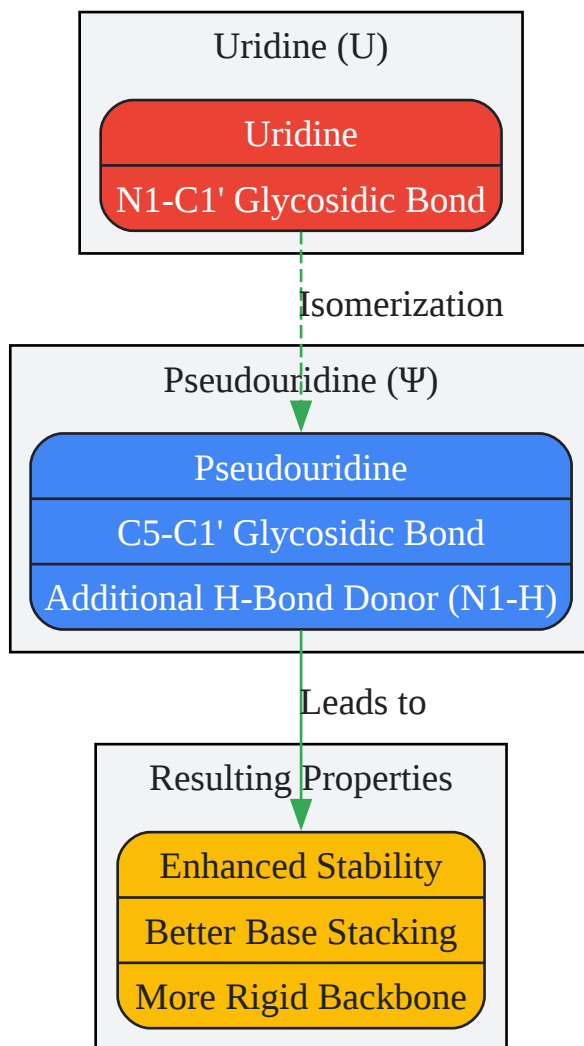 Uridine (U)
Uridine
N1-C1' Glycosidic Bond
Isomerization
Pseudouridine (Ψ)
Pseudouridine
C5-C1' Glycosidic Bond
Additional H-Bond Donor (N1-H)
Leads to
Resulting Properties
Enhanced Stability
Better Base Stacking
More Rigid Backbone